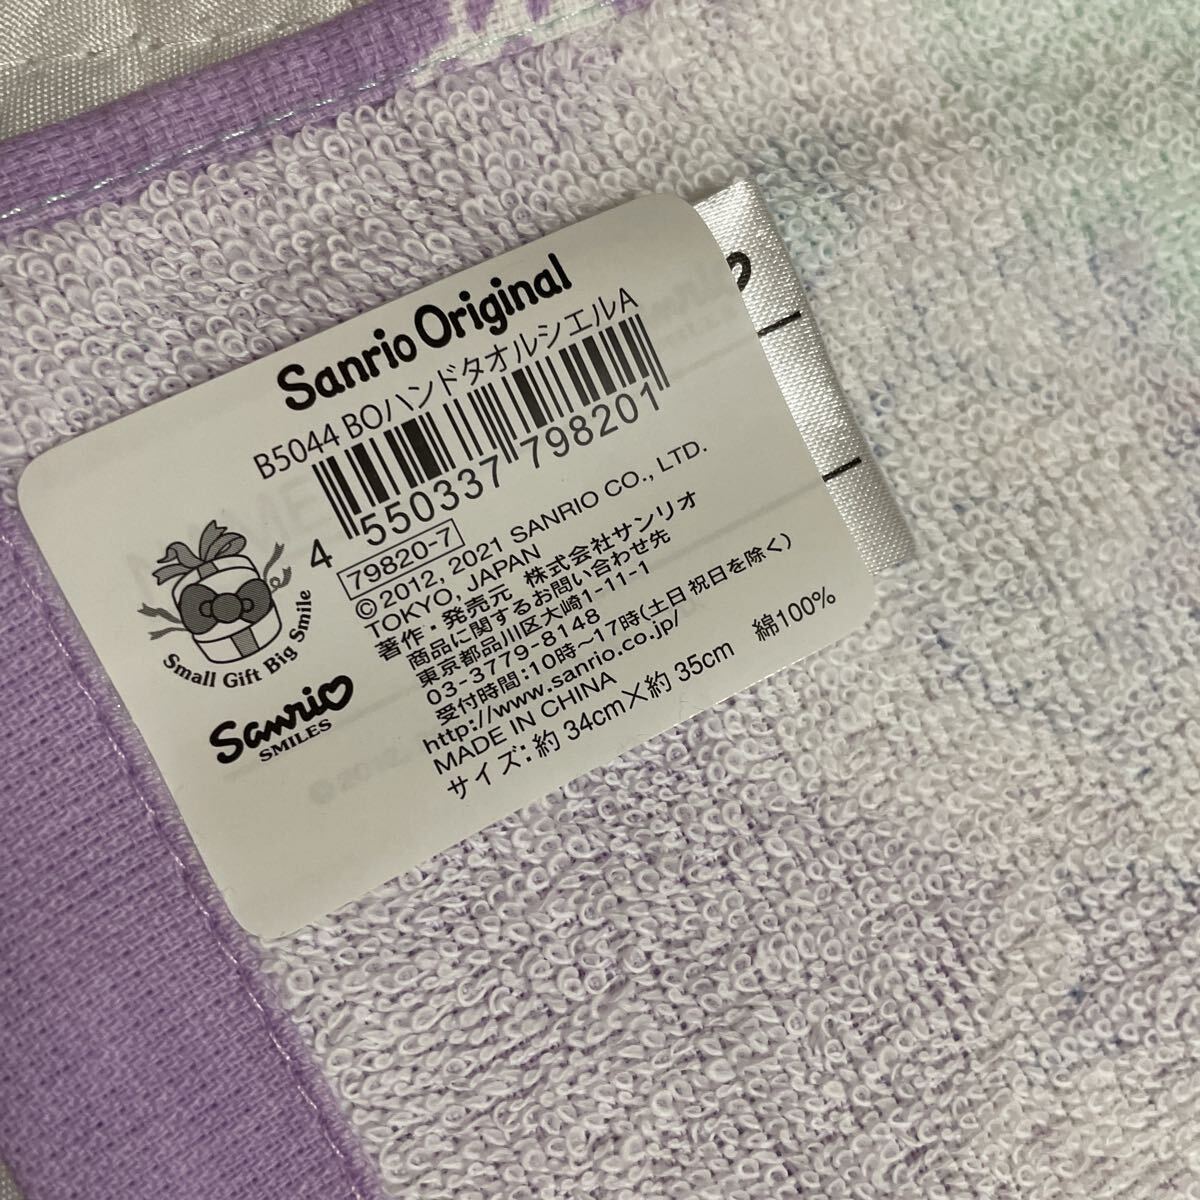 Sanrio Original
B5044 BOハンドタオルシエルA
4 550337 798201
79820-7
©2012, 2021 SANRIO CO., LTD.
TOKYO, JAPAN
著作・発売元 株式会社サンリオ
商品に関するお問い合わせ先
東京都品川区大崎1-11-1
03-3779-8148
受付時間:10時〜17時(土日祝日を除く)
http://www.sanrio.co.jp/
MADE IN CHINA
サイズ:約 34cm×約 35cm 綿100%
Small Gift Big Smile
Sanrio
SMILES